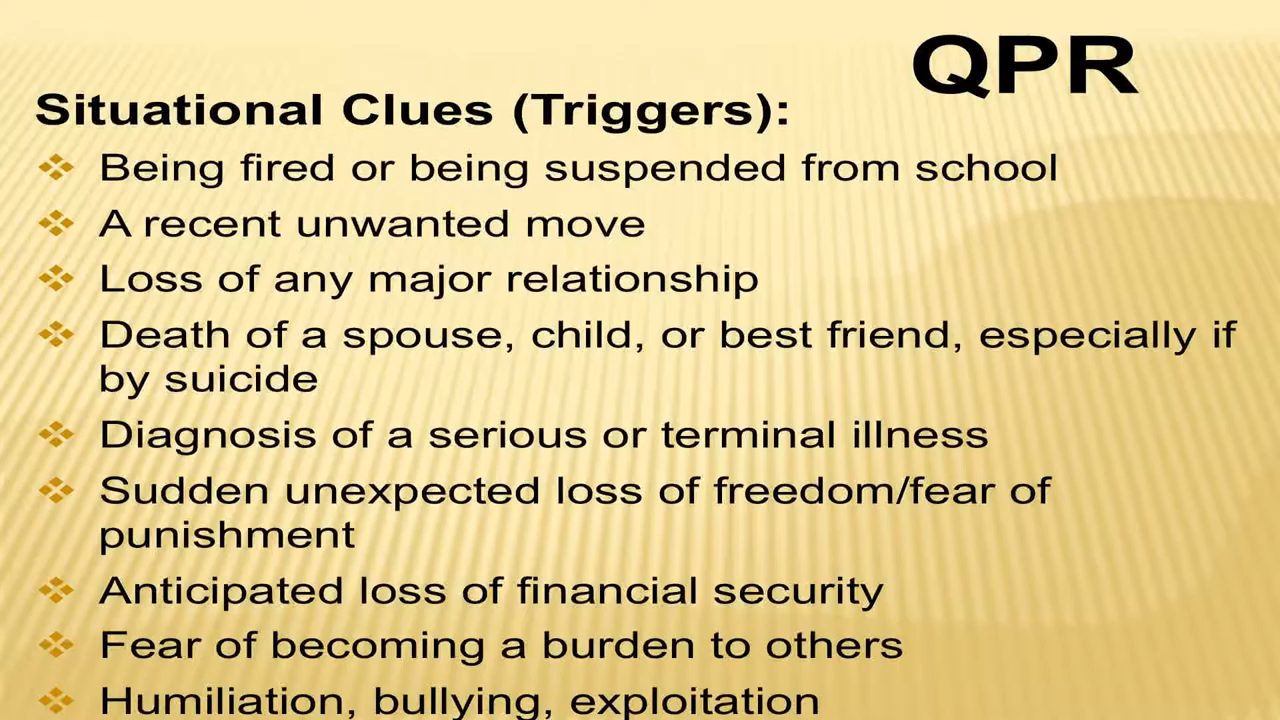 QPR
Situational Clues (Triggers):
Being fired or being suspended from school
A recent unwanted move
Loss of any major relationship
Death of a spouse, child, or best friend, especially if
by suicide
Diagnosis of a serious or terminal illness
Sudden unexpected loss of freedom/fear of
punishment
Anticipated loss of financial security
Fear of becoming a burden to others
Humiliation, bullying, exploitation